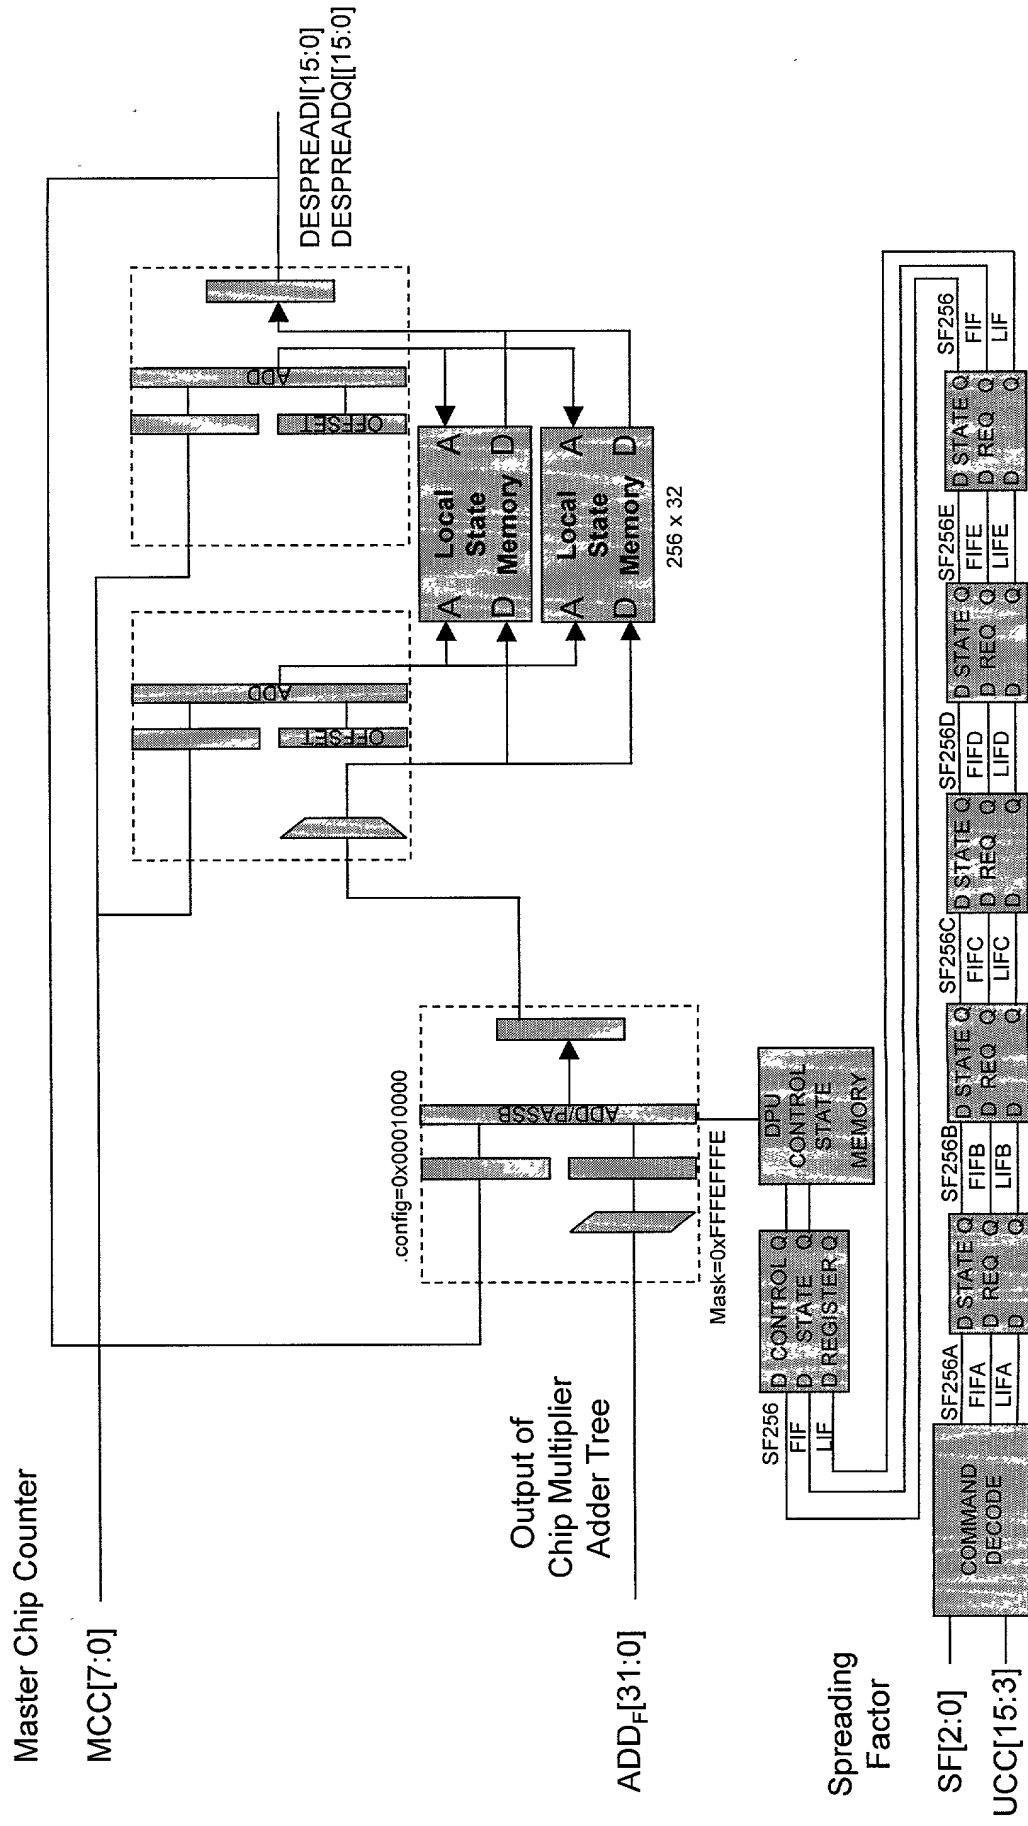 Master Chip Counter
MCC[7:0]
DESPREADI[15:0]
DESPREADQ[[15:0]
ADD
OFFSET
ADD
OFFSET
A Local A
State
D Memory D
A Local A
State
D Memory D
256 x 32
.config=0x00010000
ADD/PASSB
Mask=0xFFFEFFFE
Output of
Chip Multiplier
Adder Tree
ADDF[31:0]
DPU
CONTROL
STATE
MEMORY
SF256
FIF
LIF
D CONTROL Q
D STATE Q
D REGISTER Q
Spreading
Factor
SF[2:0]
UCC[15:3]
COMMAND
DECODE
SF256A
FIFA
LIFA
D STATE Q
D REQ Q
D Q
SF256B
FIFB
LIFB
D STATE Q
D REQ Q
D Q
SF256C
FIFC
LIFC
D STATE Q
D REQ Q
D Q
SF256D
FIFD
LIFD
D STATE Q
D REQ Q
D Q
SF256E
FIFE
LIFE
D STATE Q
D REQ Q
D Q
SF256
FIF
LIF